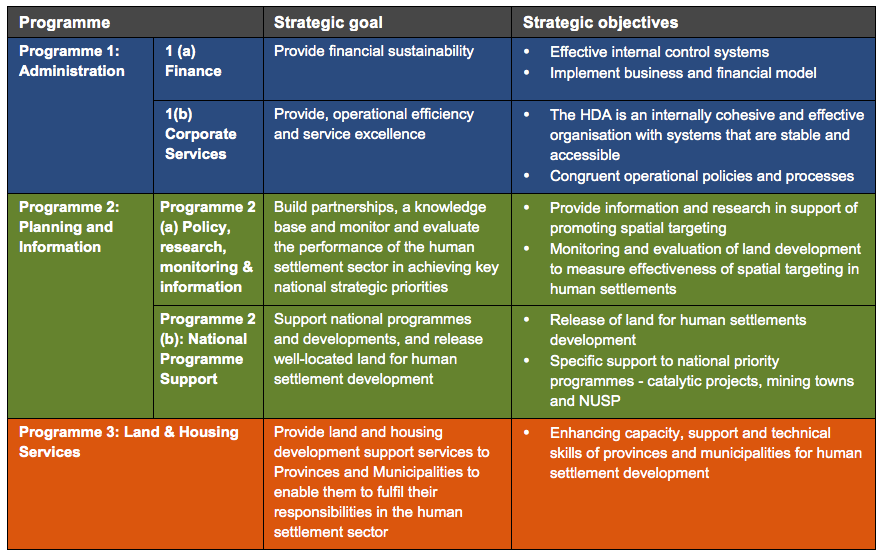 Programme
Strategic goal
Strategic objectives
Programme 1:
Administration
1 (a)
Finance
Provide financial sustainability
• Effective internal control systems
• Implement business and financial model
1(b)
Corporate
Services
Provide, operational efficiency
and service excellence
• The HDA is an internally cohesive and effective
organisation with systems that are stable and
accessible
• Congruent operational policies and processes
Programme 2:
Planning and
Information
Programme 2
(a) Policy,
research,
monitoring &
information
Build partnerships, a knowledge
base and monitor and evaluate
the performance of the human
settlement sector in achieving key
national strategic priorities
• Provide information and research in support of
promoting spatial targeting
• Monitoring and evaluation of land development
to measure effectiveness of spatial targeting in
human settlements
Programme 2
(b): National
Programme
Support
Support national programmes
and developments, and release
well-located land for human
settlement development
• Release of land for human settlements
development
• Specific support to national priority
programmes - catalytic projects, mining towns
and NUSP
Programme 3: Land & Housing
Services
Provide land and housing
development support services to
Provinces and Municipalities to
enable them to fulfil their
responsibilities in the human
settlement sector
• Enhancing capacity, support and technical
skills of provinces and municipalities for human
settlement development